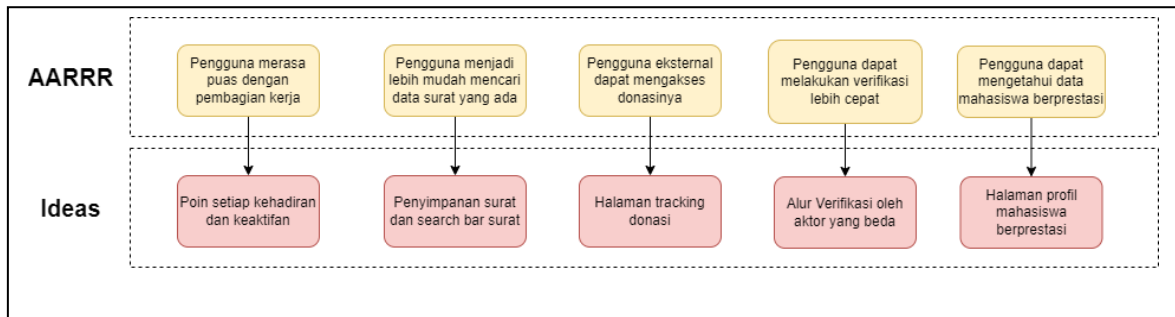 AARRR
Pengguna merasa
puas dengan
pembagian kerja
Pengguna menjadi
lebih mudah mencari
data surat yang ada
Pengguna eksternal
dapat mengakses
donasinya
Pengguna dapat
melakukan verifikasi
lebih cepat
Pengguna dapat
mengetahui data
mahasiswa berprestasi
Ideas
Poin setiap kehadiran
dan keaktifan
Penyimpanan surat
dan search bar surat
Halaman tracking
donasi
Alur Verifikasi oleh
aktor yang beda
Halaman profil
mahasiswa
berprestasi